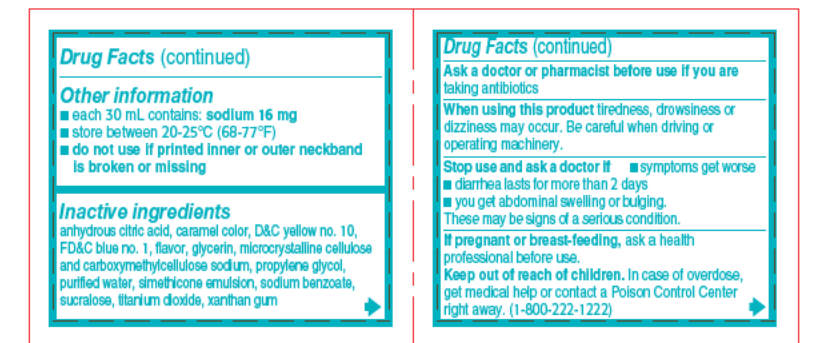 Drug Facts (continued)
Other information
■ each 30 mL contains: sodium 16 mg
■ store between 20-25°C (68-77°F)
■ do not use if printed inner or outer neckband
is broken or missing
Inactive ingredients
anhydrous citric acid, caramel color, D&C yellow no. 10,
FD&C blue no. 1, flavor, glycerin, microcrystalline cellulose
and carboxymethylcellulose sodium, propylene glycol,
purified water, simethicone emulsion, sodium benzoate,
sucralose, titanium dioxide, xanthan gum
Drug Facts (continued)
Ask a doctor or pharmacist before use if you are
taking antibiotics
When using this product tiredness, drowsiness or
dizziness may occur. Be careful when driving or
operating machinery.
Stop use and ask a doctor if ■ symptoms get worse
■ diarrhea lasts for more than 2 days
■ you get abdominal swelling or bulging.
These may be signs of a serious condition.
If pregnant or breast-feeding, ask a health
professional before use.
Keep out of reach of children. In case of overdose,
get medical help or contact a Poison Control Center
right away. (1-800-222-1222)